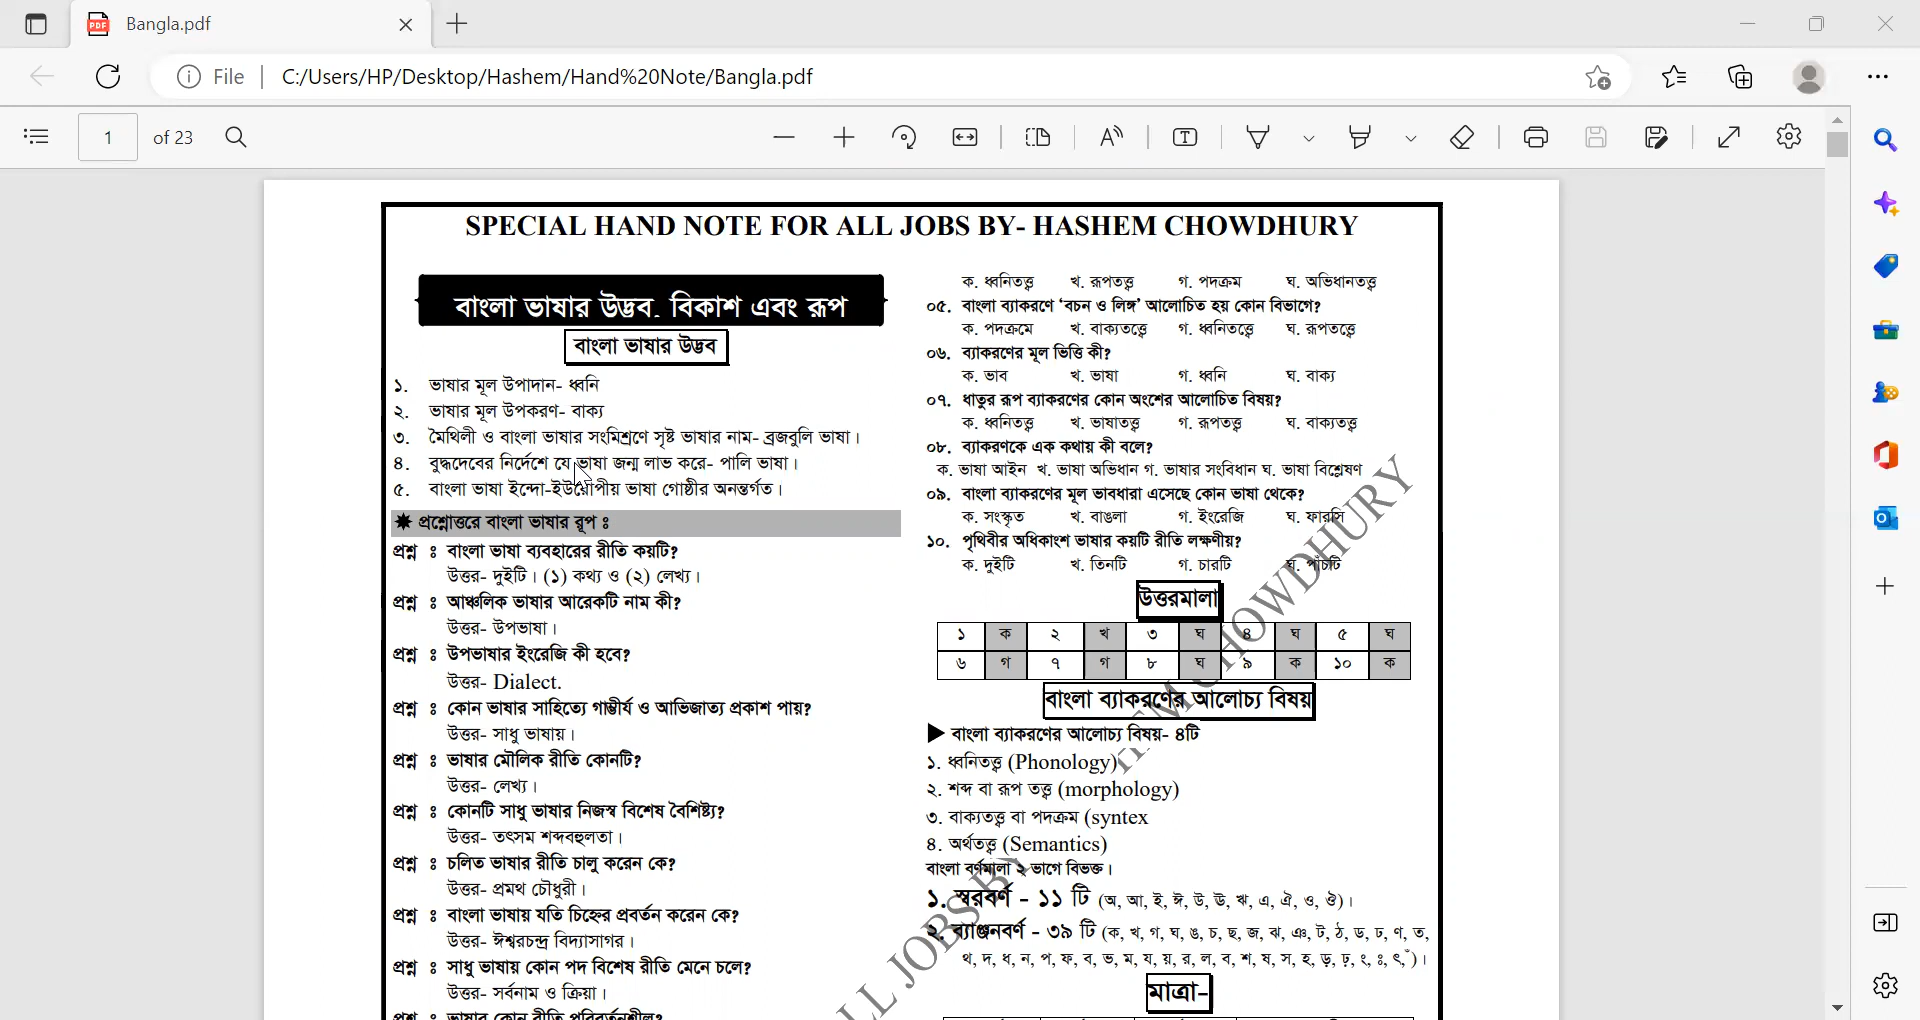 Bangla.pdf
File
C:/Users/HP/Desktop/Hashem/Hand%20Note/Bangla.pdf
1 of 23
SPECIAL HAND NOTE FOR ALL JOBS BY- HASHEM CHOWDHURY
বাংলা ভাষার উদ্ভব, বিকাশ এবং রূপ
বাংলা ভাষার উদ্ভব
১. ভাষার মূল উপাদান- ধ্বনি
২. ভাষার মূল উপকরণ- বাক্য
৩. মৈথিলী ও বাংলা ভাষার সংমিশ্রণে সৃষ্ট ভাষার নাম- ব্রজবুলি ভাষা।
৪. বুদ্ধদেবের নির্দেশে যে ভাষা জন্ম লাভ করে- পালি ভাষা।
৫. বাংলা ভাষা ইন্দো-ইউরোপীয় ভাষা গোষ্ঠীর অনন্তর্গত।
প্রশ্নোত্তরে বাংলা ভাষার রূপ ঃ
প্রশ্ন ঃ বাংলা ভাষা ব্যবহারের রীতি কয়টি?
উত্তর- দুইটি। (১) কথ্য ও (২) লেখ্য।
প্রশ্ন ঃ আঞ্চলিক ভাষার আরেকটি নাম কী?
উত্তর- উপভাষা।
প্রশ্ন ঃ উপভাষার ইংরেজি কী হবে?
উত্তর- Dialect.
প্রশ্ন ঃ কোন ভাষার সাহিত্যে গাম্ভীর্য ও আভিজাত্য প্রকাশ পায়?
উত্তর- সাধু ভাষায়।
প্রশ্ন ঃ ভাষার মৌলিক রীতি কোনটি?
উত্তর- লেখ্য।
প্রশ্ন ঃ কোনটি সাধু ভাষার নিজস্ব বিশেষ বৈশিষ্ট্য?
উত্তর- তৎসম শব্দবহুলতা।
প্রশ্ন ঃ চলিত ভাষার রীতি চালু করেন কে?
উত্তর- প্রমথ চৌধুরী।
প্রশ্ন ঃ বাংলা ভাষায় যতি চিহ্নের প্রবর্তন করেন কে?
উত্তর- ঈশ্বরচন্দ্র বিদ্যাসাগর।
প্রশ্ন ঃ সাধু ভাষায় কোন পদ বিশেষ রীতি মেনে চলে?
উত্তর- সর্বনাম ও ক্রিয়া।
প্রশ্ন ঃ ভাষার কোন রীতি পরিবর্তনশীল?
ক. ধ্বনিতত্ত্ব খ. রূপতত্ত্ব গ. পদক্রম ঘ. অভিধানতত্ত্ব
০৫. বাংলা ব্যাকরণে ‘বচন ও লিঙ্গ’ আলোচিত হয় কোন বিভাগে?
ক. পদক্রমে খ. বাক্যতত্ত্বে গ. ধ্বনিতত্ত্বে ঘ. রূপতত্ত্বে
০৬. ব্যাকরণের মূল ভিত্তি কী?
ক. ভাব খ. ভাষা গ. ধ্বনি ঘ. বাক্য
০৭. ধাতুর রূপ ব্যাকরণের কোন অংশের আলোচিত বিষয়?
ক. ধ্বনিতত্ত্ব খ. ভাষাতত্ত্ব গ. রূপতত্ত্ব ঘ. বাক্যতত্ত্ব
০৮. ব্যাকরণকে এক কথায় কী বলে?
ক. ভাষা আইন খ. ভাষা অভিধান গ. ভাষার সংবিধান ঘ. ভাষা বিশ্লেষণ
০৯. বাংলা ব্যাকরণের মূল ভাবধারা এসেছে কোন ভাষা থেকে?
ক. সংস্কৃত খ. বাঙলা গ. ইংরেজি ঘ. ফারসি
১০. পৃথিবীর অধিকাংশ ভাষার কয়টি রীতি লক্ষণীয়?
ক. দুইটি খ. তিনটি গ. চারটি ঘ. পাঁচটি
উত্তরমালা
১ ক ২ খ ৩ ঘ ৪ ঘ ৫ ঘ
৬ গ ৭ গ ৮ ঘ ৯ ক ১০ ক
বাংলা ব্যাকরণের আলোচ্য বিষয়
বাংলা ব্যাকরণের আলোচ্য বিষয়- ৪টি
১. ধ্বনিতত্ত্ব (Phonology)
২. শব্দ বা রূপ তত্ত্ব (morphology)
৩. বাক্যতত্ত্ব বা পদক্রম (syntex
৪. অর্থতত্ত্ব (Semantics)
বাংলা বর্ণমালা ২ ভাগে বিভক্ত।
১. স্বরবর্ণ - ১১ টি (অ, আ, ই, ঈ, উ, ঊ, ঋ, এ, ঐ, ও, ঔ)।
২. ব্যাঞ্জনবর্ণ - ৩৯ টি (ক, খ, গ, ঘ, ঙ, চ, ছ, জ, ঝ, ঞ, ট, ঠ, ড, ঢ, ণ, ত,
থ, দ, ধ, ন, প, ফ, ব, ভ, ম, য, য়, র, ল, ব, শ, ষ, স, হ, ড়, ঢ়, ং, ঃ, ৎ, ঁ)।
মাত্রা-
ALL JOBS BY
HEM CHOWDHURY